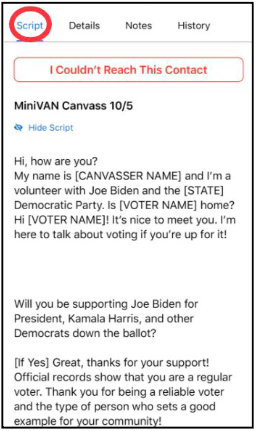 Script Details Notes History
I Couldn't Reach This Contact
MiniVAN Canvass 10/5
Hide Script
Hi, how are you?
My name is [CANVASSER NAME] and I'm a
volunteer with Joe Biden and the [STATE]
Democratic Party. Is [VOTER NAME] home?
Hi [VOTER NAME]! It's nice to meet you. I'm
here to talk about voting if you're up for it!
Will you be supporting Joe Biden for
President, Kamala Harris, and other
Democrats down the ballot?
[If Yes] Great, thanks for your support!
Official records show that you are a regular
voter. Thank you for being a reliable voter
and the type of person who sets a good
example for your community!